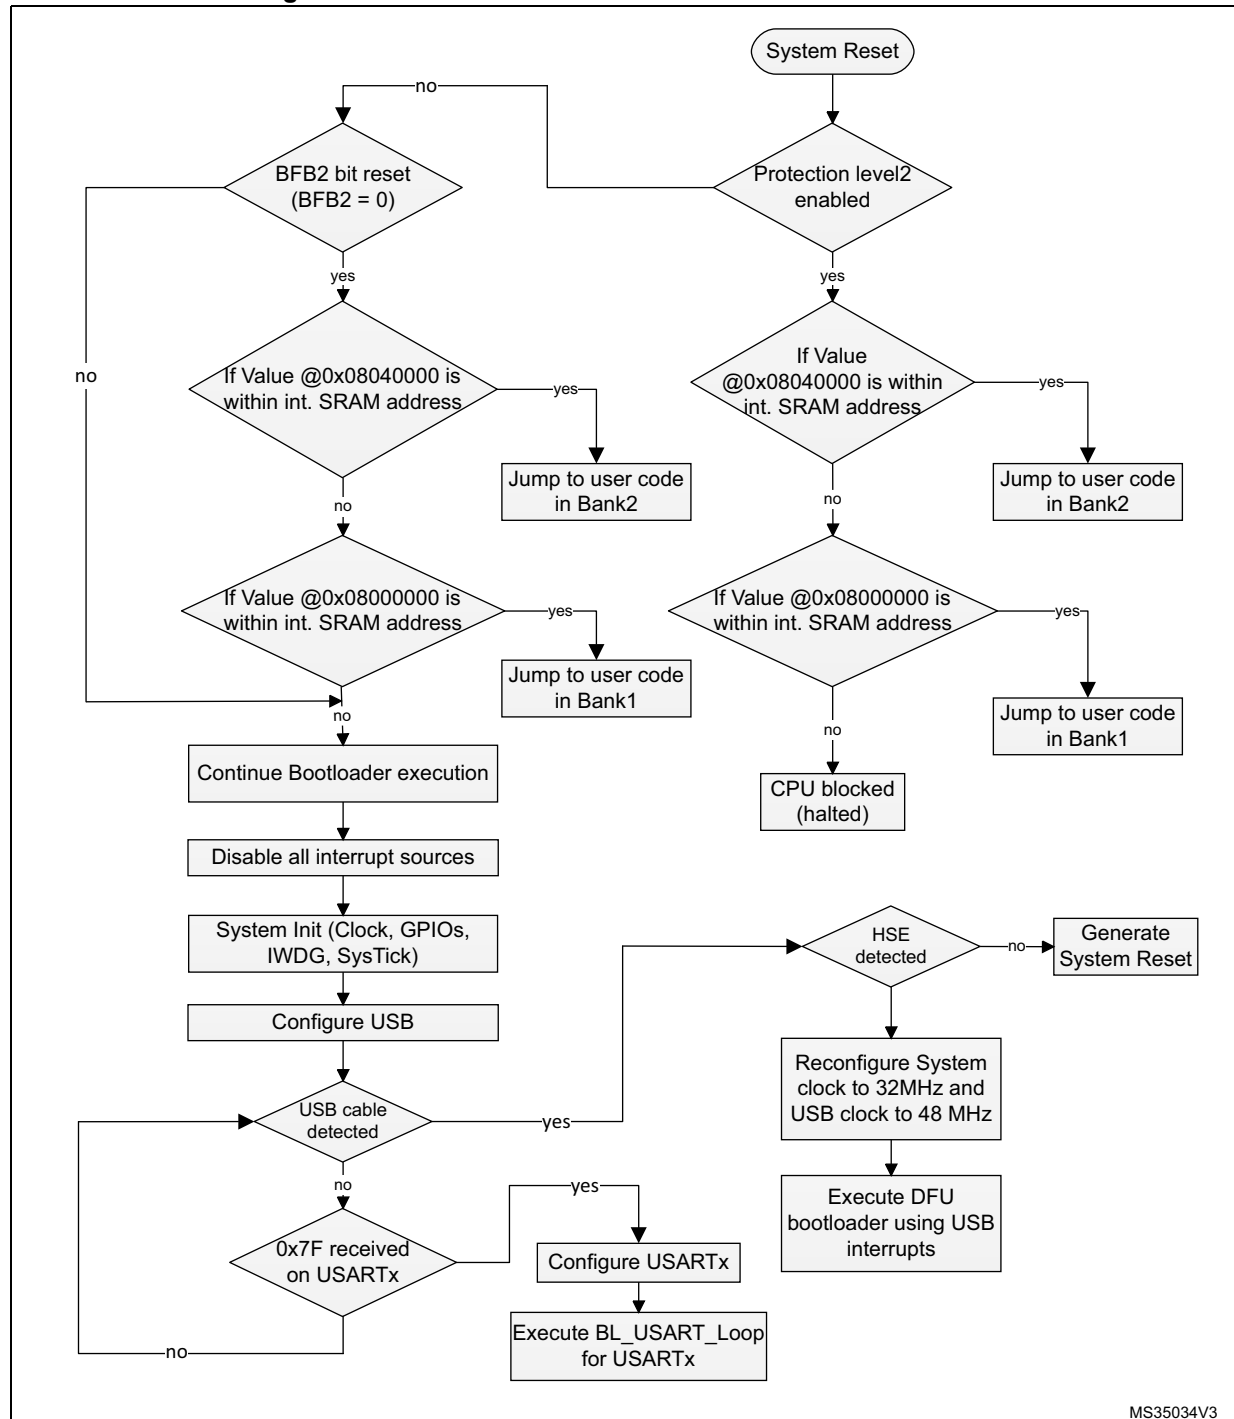 System Reset
no
BFB2 bit reset
(BFB2 = 0)
Protection level2
enabled
yes
yes
no
If Value @0x08040000 is
within int. SRAM address
yes
If Value
@0x08040000 is within
int. SRAM address
yes
Jump to user code
in Bank2
Jump to user code
in Bank2
no
no
If Value @0x08000000 is
within int. SRAM address
yes
If Value @0x08000000 is
within int. SRAM address
yes
Jump to user code
in Bank1
Jump to user code
in Bank1
no
no
Continue Bootloader execution
CPU blocked
(halted)
Disable all interrupt sources
System Init (Clock, GPIOs,
IWDG, SysTick)
HSE
detected
no
Generate
System Reset
Configure USB
Reconfigure System
clock to 32MHz and
USB clock to 48 MHz
USB cable
detected
yes
no
yes
Execute DFU
bootloader using USB
interrupts
0x7F received
on USARTx
Configure USARTx
Execute BL_USART_Loop
for USARTx
no
MS35034V3